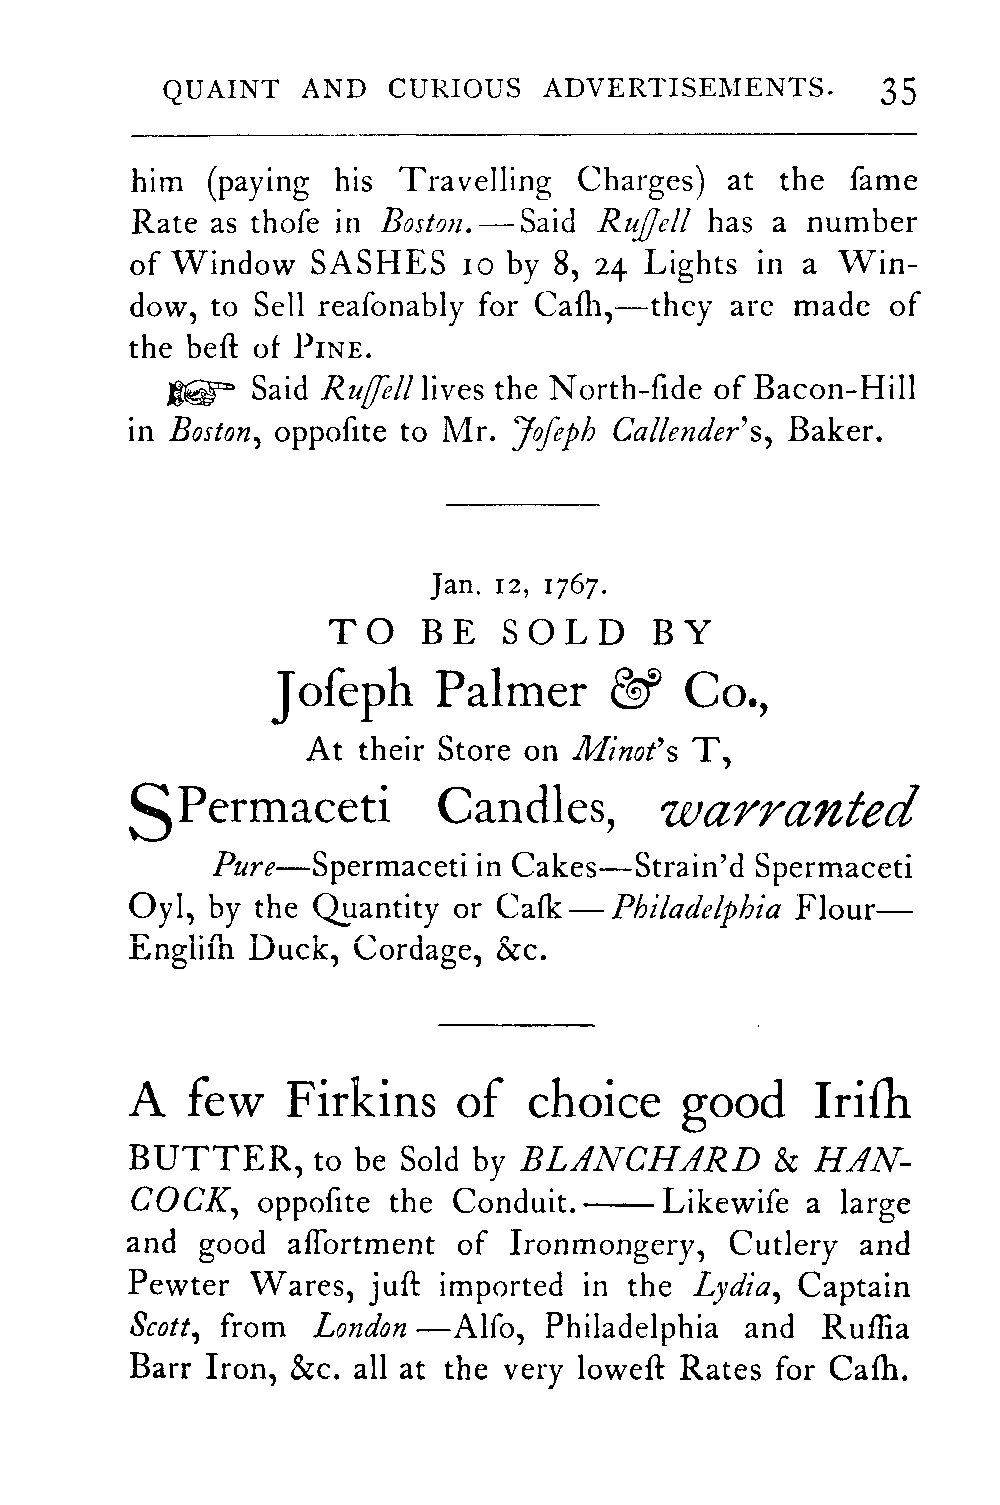 QUAINT AND CURIOUS ADVERTISEMENTS. 35
him (paying his Travelling Charges) at the ſame
Rate as thoſe in Boston.—Said Ruſſell has a number
of Window SASHES 10 by 8, 24 Lights in a Win-
dow, to Sell reaſonably for Caſh,—they are made of
the beſt of PINE.
☞ Said Ruſſell lives the North-ſide of Bacon-Hill
in Boston, oppoſite to Mr. Joſeph Callender's, Baker.
Jan. 12, 1767.
TO BE SOLD BY
Joſeph Palmer & Co.,
At their Store on Minot's T,
SPermaceti Candles, warranted
Pure—Spermaceti in Cakes—Strain'd Spermaceti
Oyl, by the Quantity or Caſk—Philadelphia Flour—
Engliſh Duck, Cordage, &c.
A few Firkins of choice good Iriſh
BUTTER, to be Sold by BLANCHARD & HAN-
COCK, oppoſite the Conduit.——Likewiſe a large
and good aſſortment of Ironmongery, Cutlery and
Pewter Wares, juſt imported in the Lydia, Captain
Scott, from London—Alſo, Philadelphia and Ruſſia
Barr Iron, &c. all at the very loweſt Rates for Caſh.